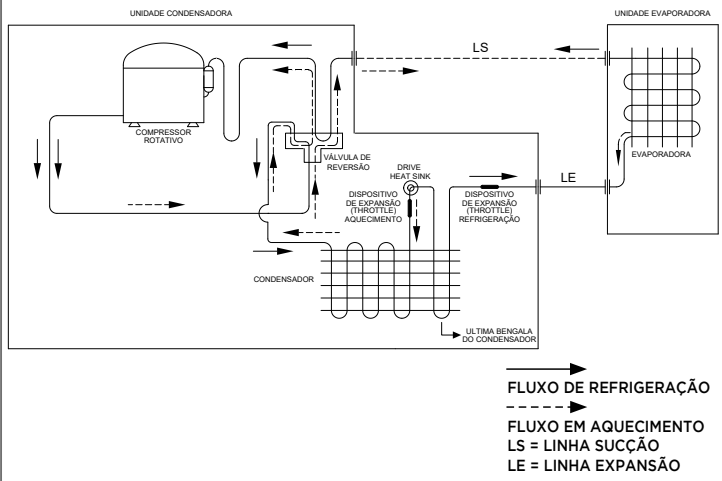 UNIDADE CONDENSADORA
UNIDADE EVAPORADORA
LS
COMPRESSOR
ROTATIVO
VÁLVULA DE
REVERSÃO
EVAPORADORA
DRIVE
HEAT SINK
DISPOSITIVO
DE EXPANSÃO
(THROTTLE)
AQUECIMENTO
DISPOSITIVO
DE EXPANSÃO
(THROTTLE)
REFRIGERAÇÃO
LE
CONDENSADOR
ULTIMA BENGALA
DO CONDENSADOR
FLUXO DE REFRIGERAÇÃO
FLUXO EM AQUECIMENTO
LS = LINHA SUCÇÃO
LE = LINHA EXPANSÃO